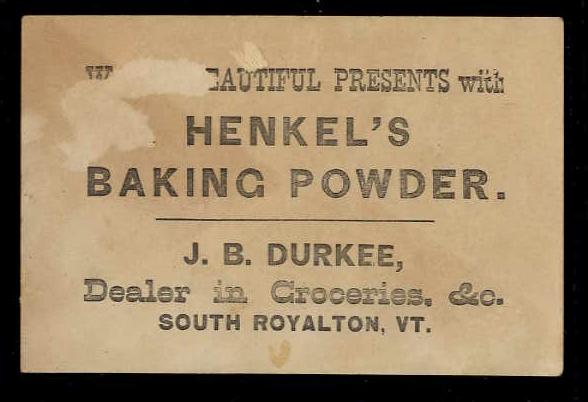 BEAUTIFUL PRESENTS with
HENKEL'S
BAKING POWDER.
J. B. DURKEE,
Dealer in Groceries, &c.
SOUTH ROYALTON, VT.